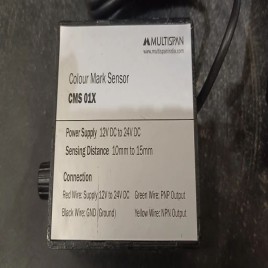 MULTISPAN
www.multispanindia.com
Colour Mark Sensor
CMS 01X
Power Supply 12V DC to 24V DC
Sensing Distance 10mm to 15mm
Connection
Red Wire: Supply 12V to 24V DC Green Wire: PNP Output
Black Wire: GND (Ground) Yellow Wire: NPN Output